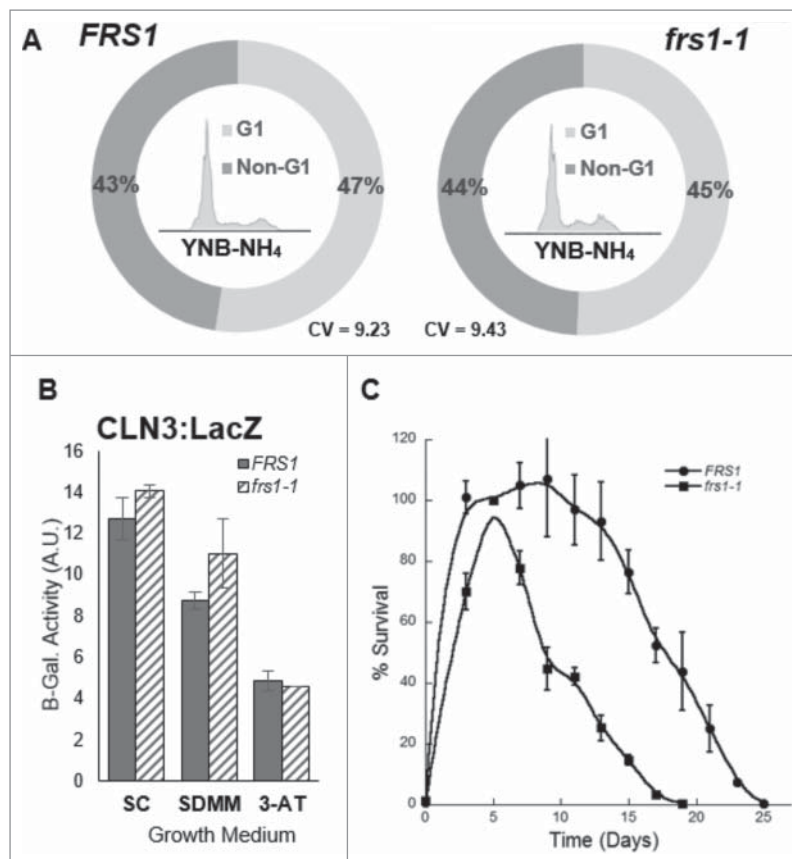 A
FRS1
frs1-1
G1
Non-G1
43%
47%
YNB-NH₄
CV = 9.23
G1
Non-G1
44%
45%
YNB-NH₄
CV = 9.43
B
CLN3:LacZ
FRS1
frs1-1
B-Gal. Activity (A.U.)
16
14
12
10
8
6
4
2
0
SC SDMM 3-AT
Growth Medium
C
FRS1
frs1-1
% Survival
120
100
80
60
40
20
0
0 5 10 15 20 25
Time (Days)